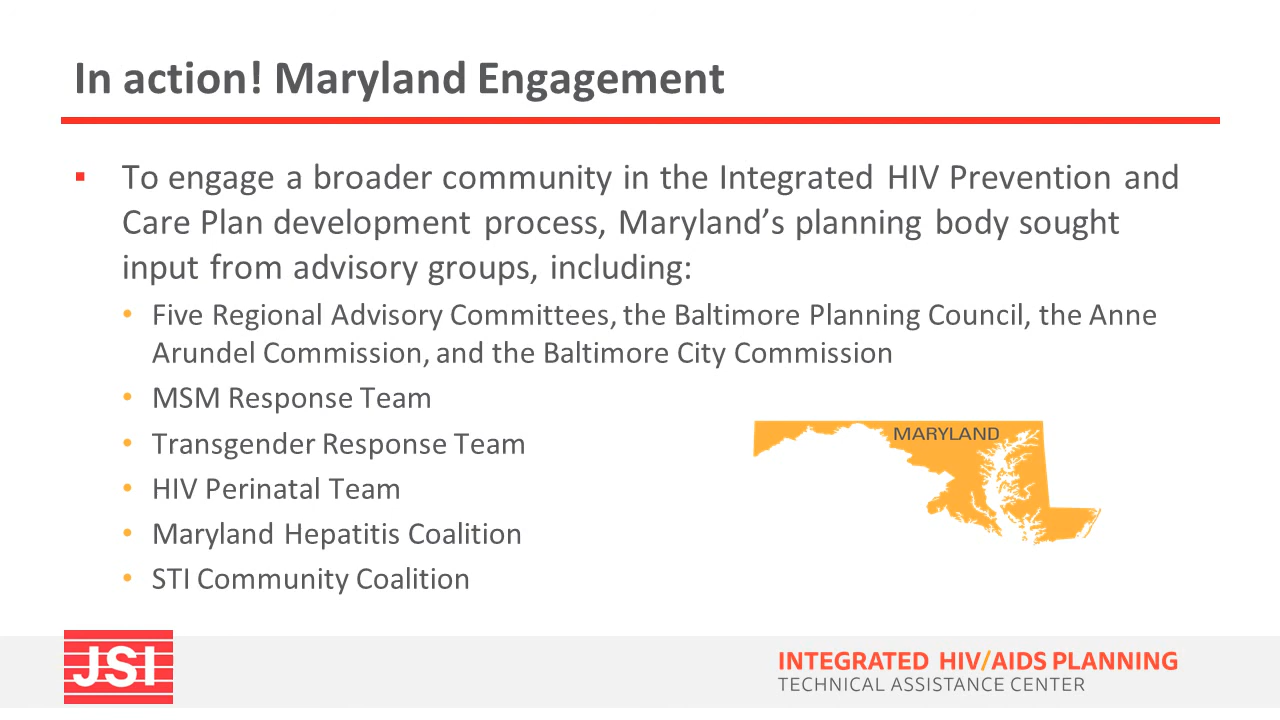 In action! Maryland Engagement
▪ To engage a broader community in the Integrated HIV Prevention and
Care Plan development process, Maryland’s planning body sought
input from advisory groups, including:
• Five Regional Advisory Committees, the Baltimore Planning Council, the Anne
Arundel Commission, and the Baltimore City Commission
• MSM Response Team
• Transgender Response Team
• HIV Perinatal Team
• Maryland Hepatitis Coalition
• STI Community Coalition
MARYLAND
JSI
INTEGRATED HIV/AIDS PLANNING
TECHNICAL ASSISTANCE CENTER